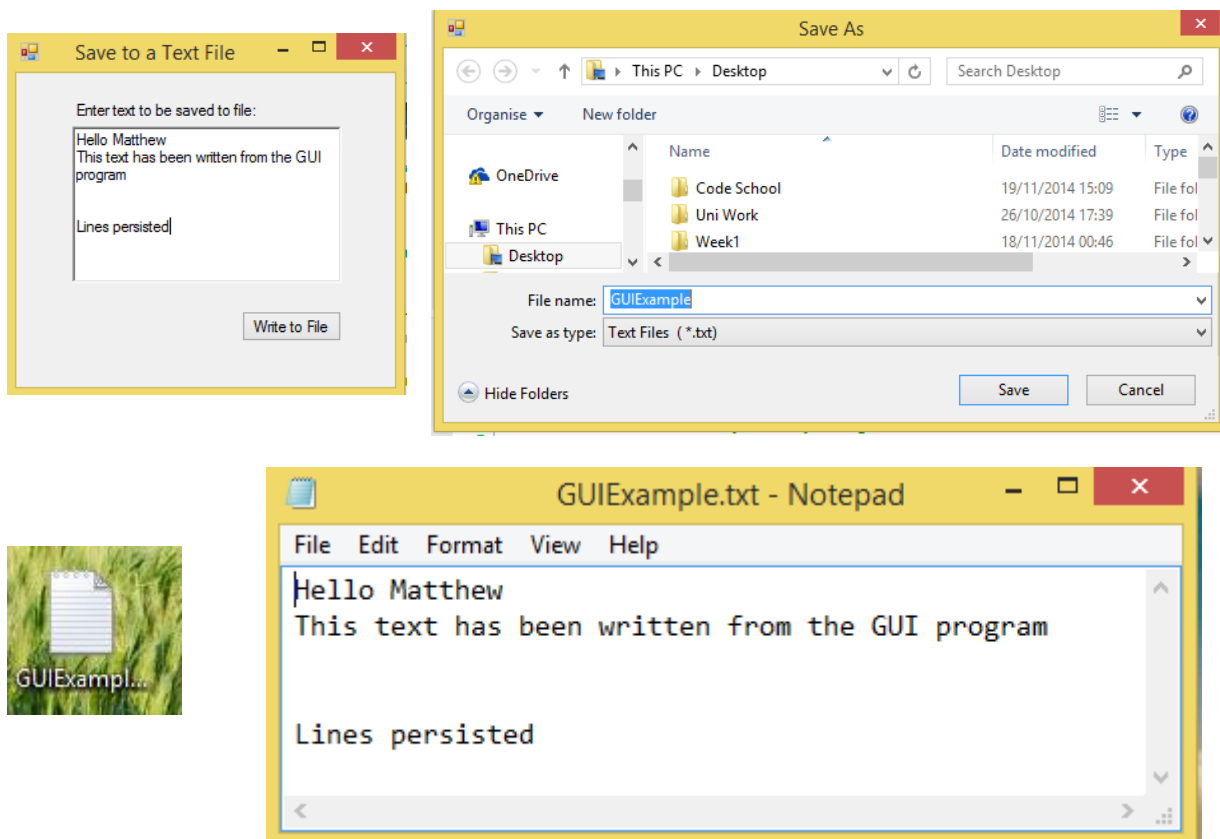 Save to a Text File
Enter text to be saved to file:
Hello Matthew
This text has been written from the GUI
program
Lines persisted
Write to File
Save As
This PC Desktop
Search Desktop
Organise
New folder
Name
Date modified
Type
OneDrive
This PC
Desktop
Code School
19/11/2014 15:09
File fol
Uni Work
26/10/2014 17:39
File fol
Week1
18/11/2014 00:46
File fol
File name:
GUIExample
Save as type:
Text Files (*.txt)
Hide Folders
Save
Cancel
GUIExampl...
GUIExample.txt - Notepad
File Edit Format View Help
Hello Matthew
This text has been written from the GUI program
Lines persisted